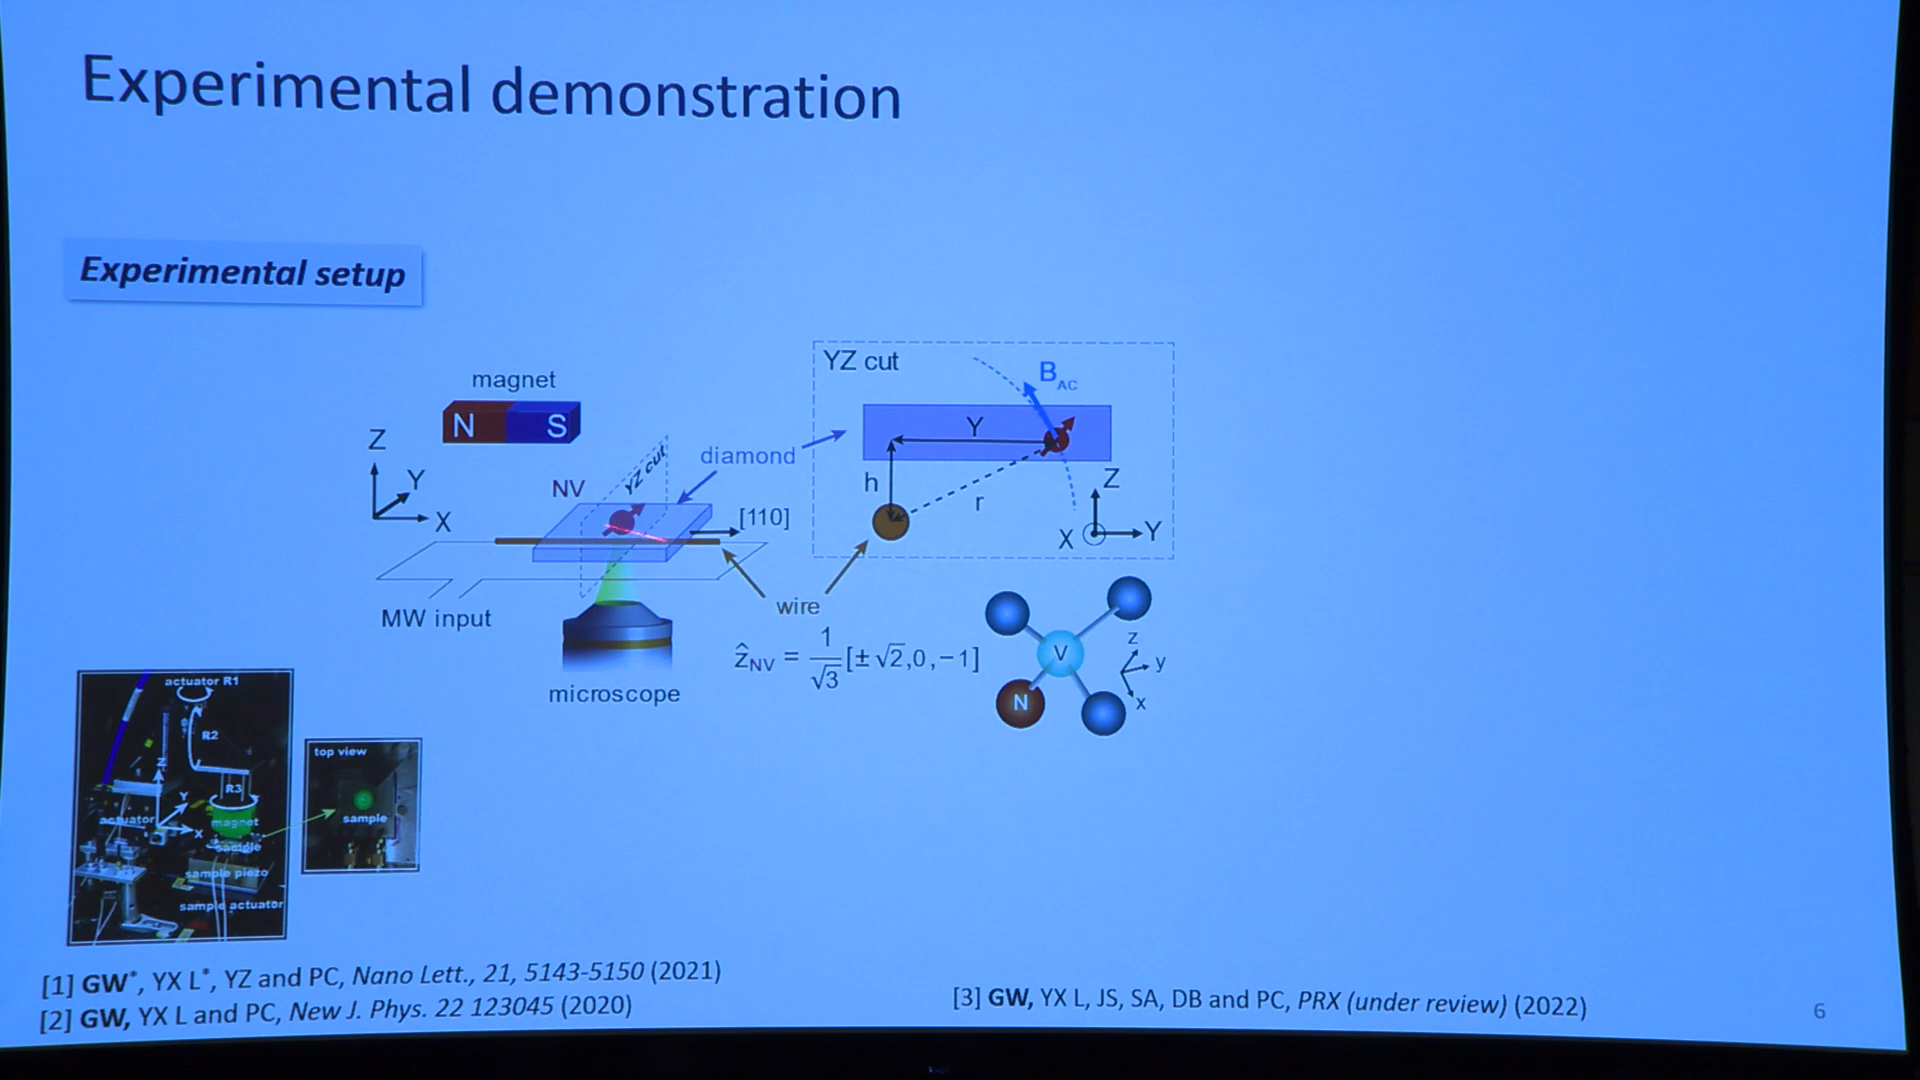 Experimental demonstration
Experimental setup
magnet
N S
Z
Y
X
NV
YZ cut
diamond
[110]
MW input
wire
microscope
YZ cut
B_AC
Y
h
r
Z
X
Y
ẑ_NV = 1/√3 [±√2,0,−1]
V
N
z
y
x
actuator R1
R2
Z
R3
Y
actuator
X
magnet
sample
sample piezo
sample actuator
top view
sample
[1] GW*, YX L*, YZ and PC, Nano Lett., 21, 5143-5150 (2021)
[2] GW, YX L and PC, New J. Phys. 22 123045 (2020)
[3] GW, YX L, JS, SA, DB and PC, PRX (under review) (2022)
6